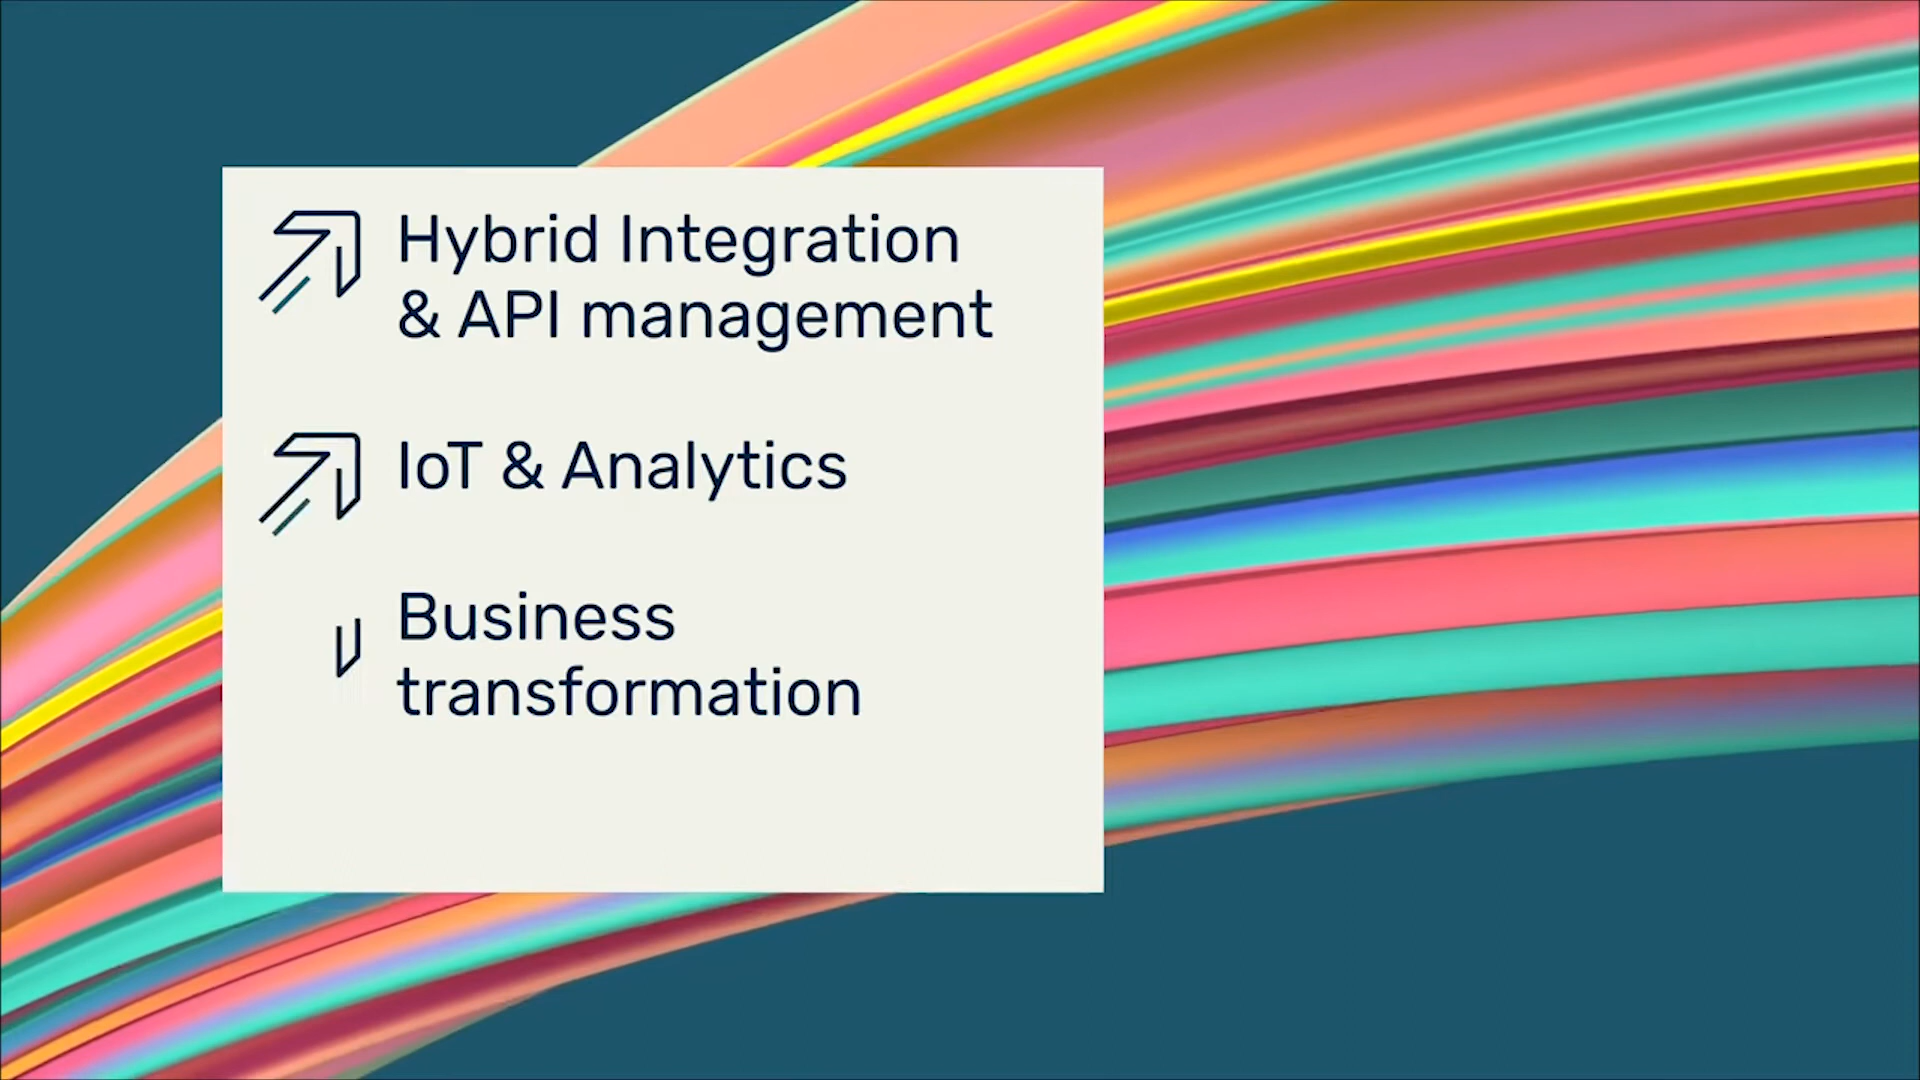 Hybrid Integration
& API management
IoT & Analytics
Business
transformation